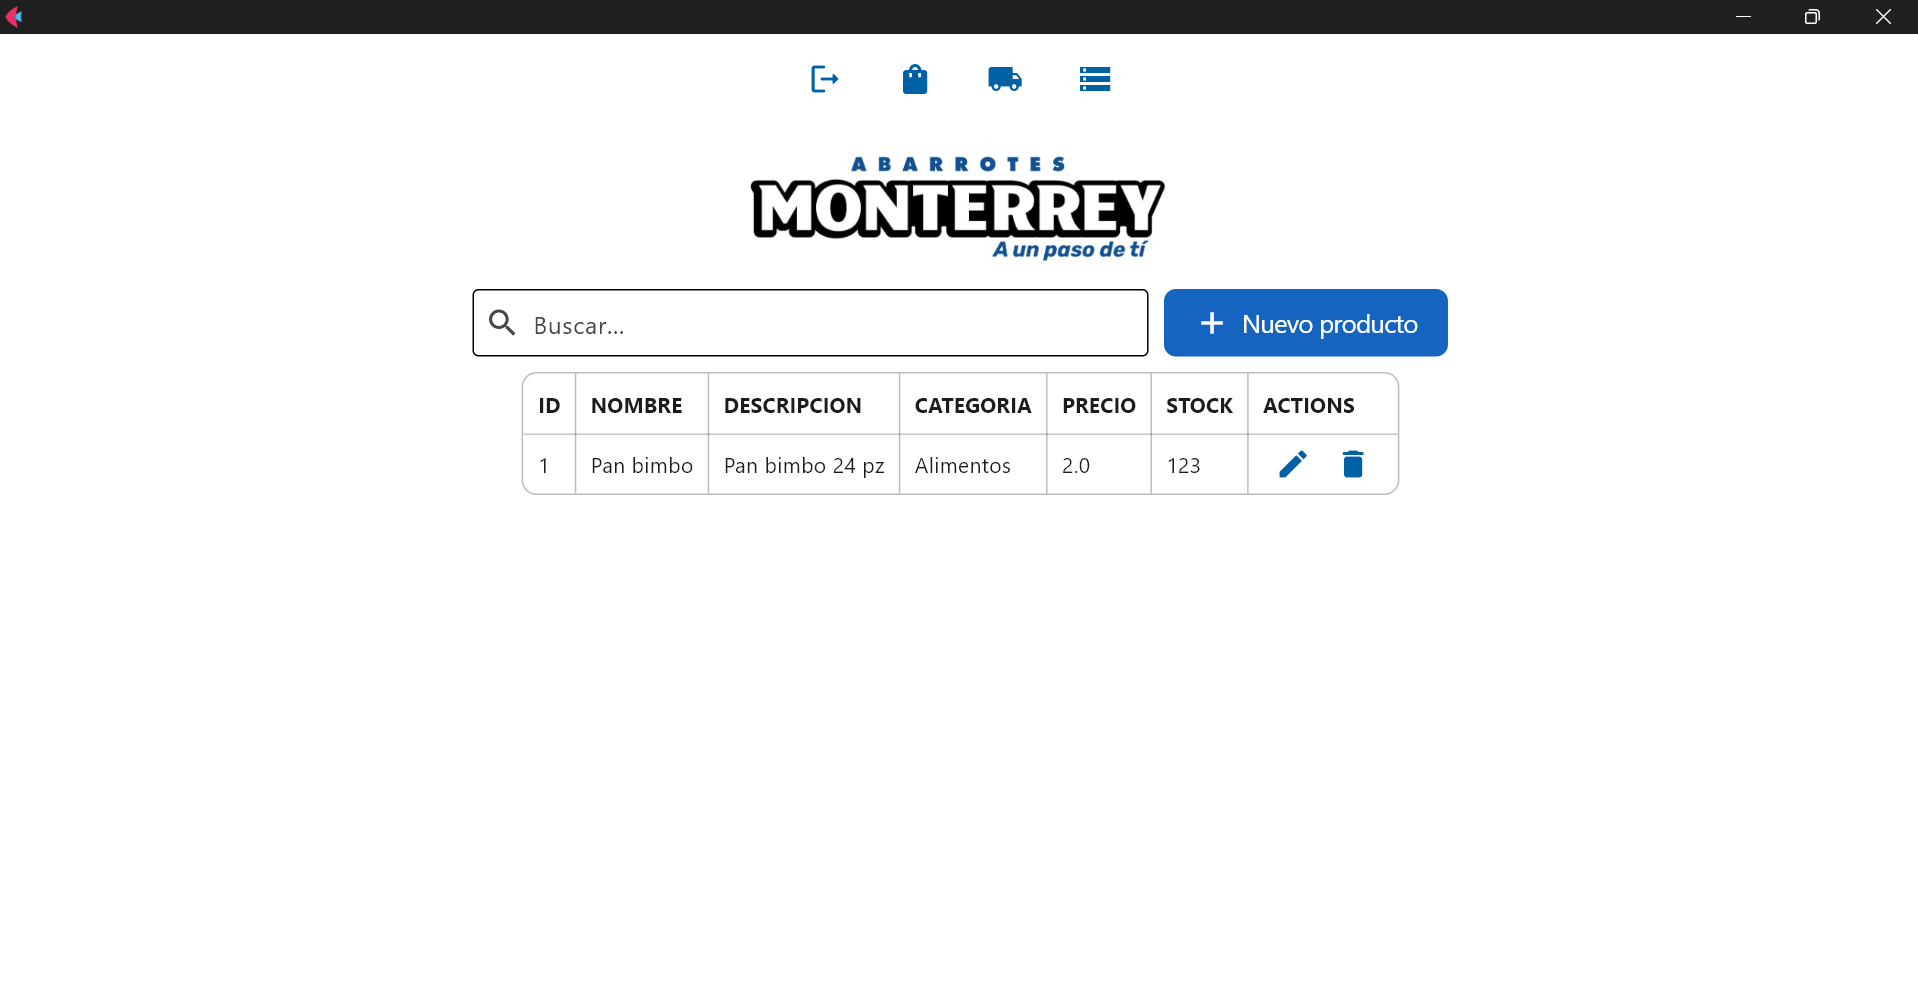 ABARROTES
MONTERREY
A un paso de tí
Buscar...
Nuevo producto
ID NOMBRE DESCRIPCION CATEGORIA PRECIO STOCK ACTIONS
1 Pan bimbo Pan bimbo 24 pz Alimentos 2.0 123